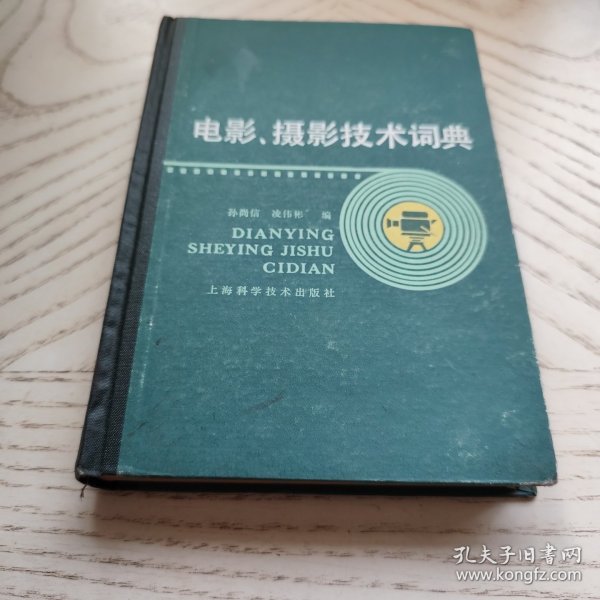 电影、摄影技术词典
孙尚信 凌伟彬 编
DIANYING
SHEYING JISHU
CIDIAN
上海科学技术出版社
孔夫子旧书网
www.kongfz.com